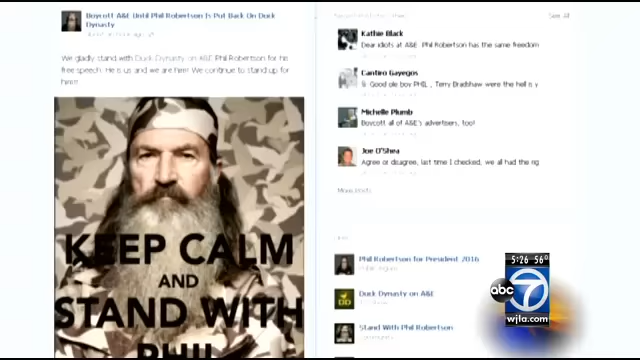 Boycott A&E Until Phil Robertson Is Put Back On Duck
Dynasty
We gladly stand with Duck Dynasty on A&E Phil Robertson for his
free speech. He is us and we are him! We continue to stand up for
him!!
KEEP CALM
AND
STAND WITH
PHIL
See All
Kathie Black
Dear idiots at A&E Phil Robertson has the same freedom
Good ole boy PHIL , Terry Bradshaw were the hell is y
Michelle Plumb
Boycott all of A&E's advertsers, too!
Joe O'Shea
Agree or disagree, last time I checked, we all had the rig
More Posts
Likes
Phil Robertson for President 2016
Duck Dynasty on A&E
Stand With Phil Robertson
5:26 56°
abc 7
wjla.com